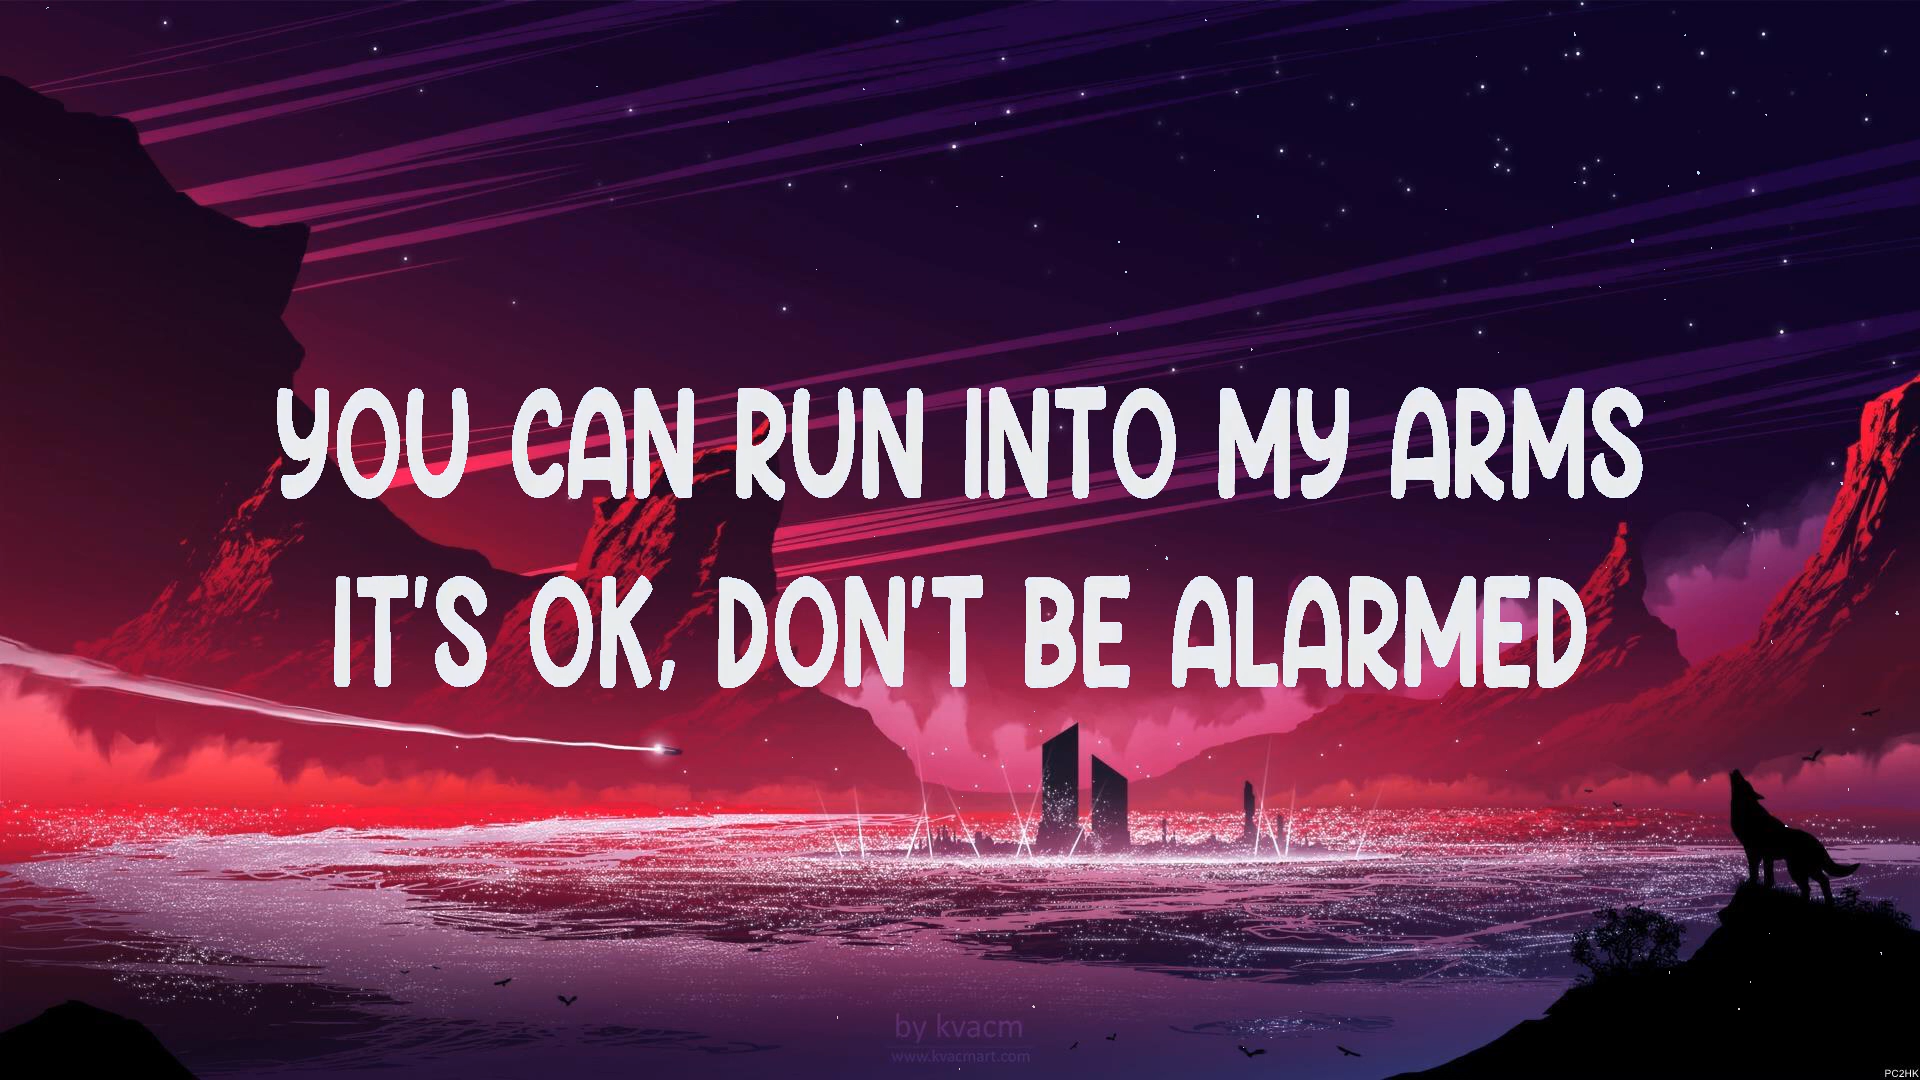 YOU CAN RUN INTO MY ARMS
IT'S OK, DON'T BE ALARMED
by kvacm
www.kvacmart.com
PC2HK